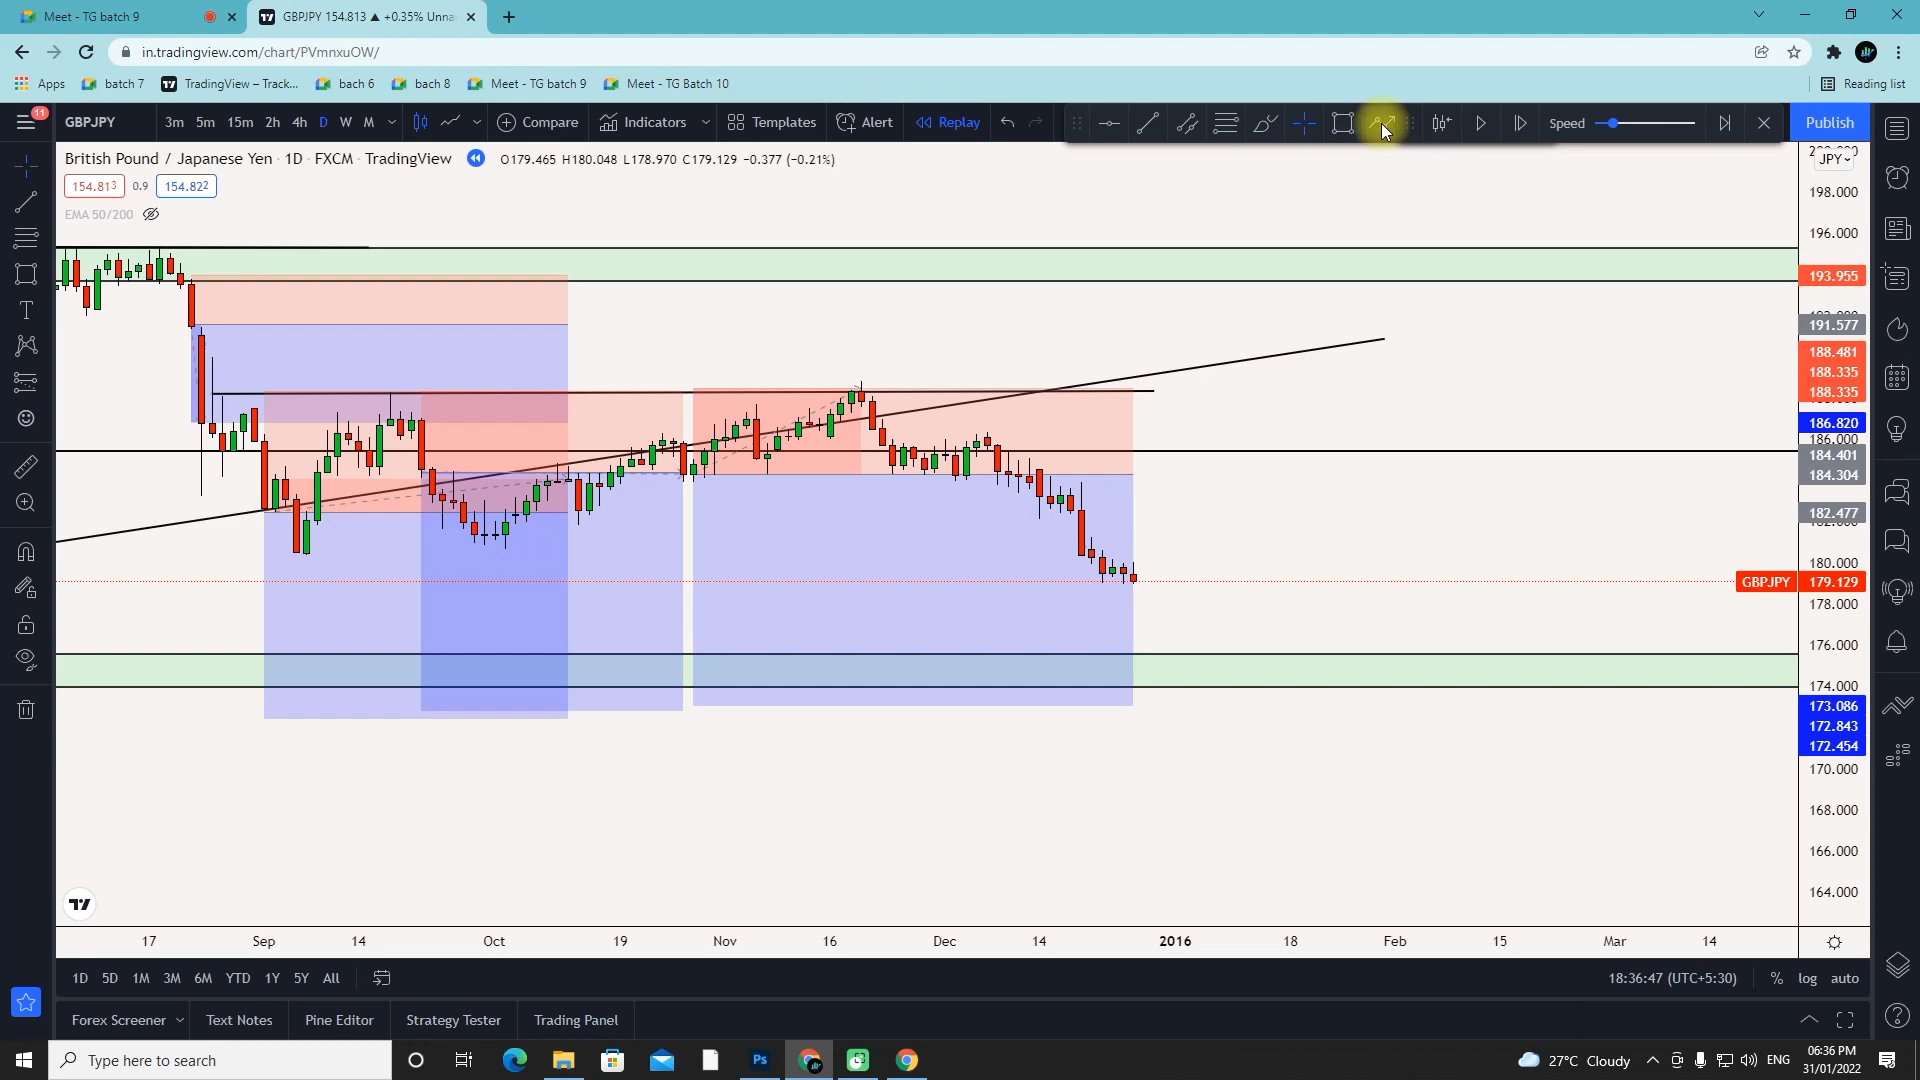 Meet - TG batch 9
GBPJPY 154.813 ▲ +0.35% Unna
in.tradingview.com/chart/PVmnxuOW/
Apps
batch 7
TradingView – Track...
bach 6
bach 8
Meet - TG batch 9
Meet - TG Batch 10
Reading list
11
GBPJPY
3m 5m 15m 2h 4h D W M
Compare
Indicators
Templates
Alert
Replay
Speed
Publish
British Pound / Japanese Yen · 1D · FXCM · TradingView
O179.465 H180.048 L178.970 C179.129 −0.377 (−0.21%)
JPY
154.813 0.9 154.822
EMA 50/200
198.000
196.000
193.955
191.577
188.481
188.335
188.335
186.820
186.000
184.401
184.304
182.477
180.000
GBPJPY 179.129
178.000
176.000
174.000
173.086
172.843
172.454
170.000
168.000
166.000
164.000
17 Sep 14 Oct 19 Nov 16 Dec 14 2016 18 Feb 15 Mar 14
1D 5D 1M 3M 6M YTD 1Y 5Y All
18:36:47 (UTC+5:30) % log auto
Forex Screener Text Notes Pine Editor Strategy Tester Trading Panel
Type here to search
Ps
27°C Cloudy
ENG
06:36 PM
31/01/2022